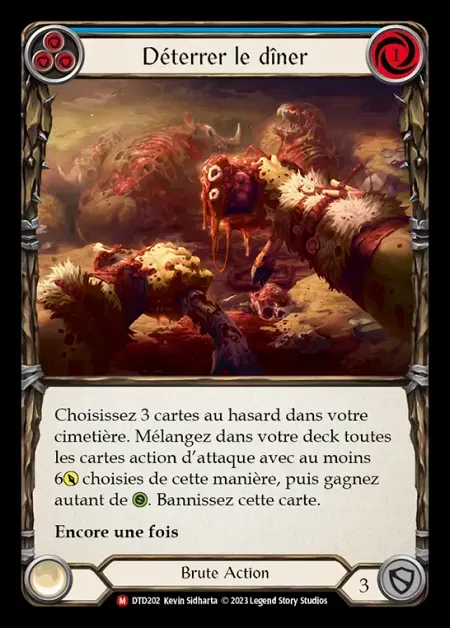 Déterrer le dîner
I
Choisissez 3 cartes au hasard dans votre
cimetière. Mélangez dans votre deck toutes
les cartes action d'attaque avec au moins
6 choisies de cette manière, puis gagnez
autant de . Bannissez cette carte.
Encore une fois
Brute Action
3
M DTD202 Kevin Sidharta © 2023 Legend Story Studios